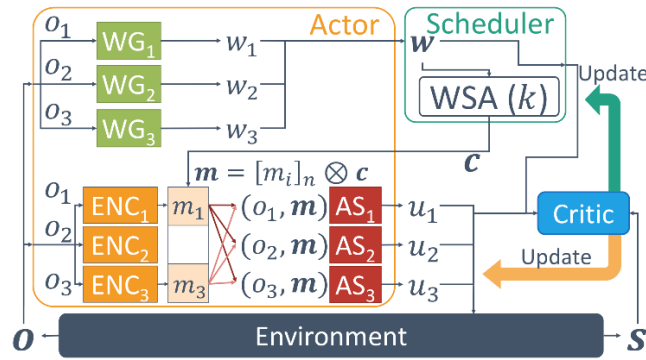 Actor
Scheduler
o₁ WG₁ w₁
o₂ WG₂ w₂
o₃ WG₃ w₃
w
WSA (k)
Update
c
m = [mᵢ]ₙ ⊗ c
o₁ ENC₁ m₁ (o₁, m) AS₁ u₁
o₂ ENC₂ (o₂, m) AS₂ u₂
o₃ ENC₃ m₃ (o₃, m) AS₃ u₃
Critic
Update
o Environment s